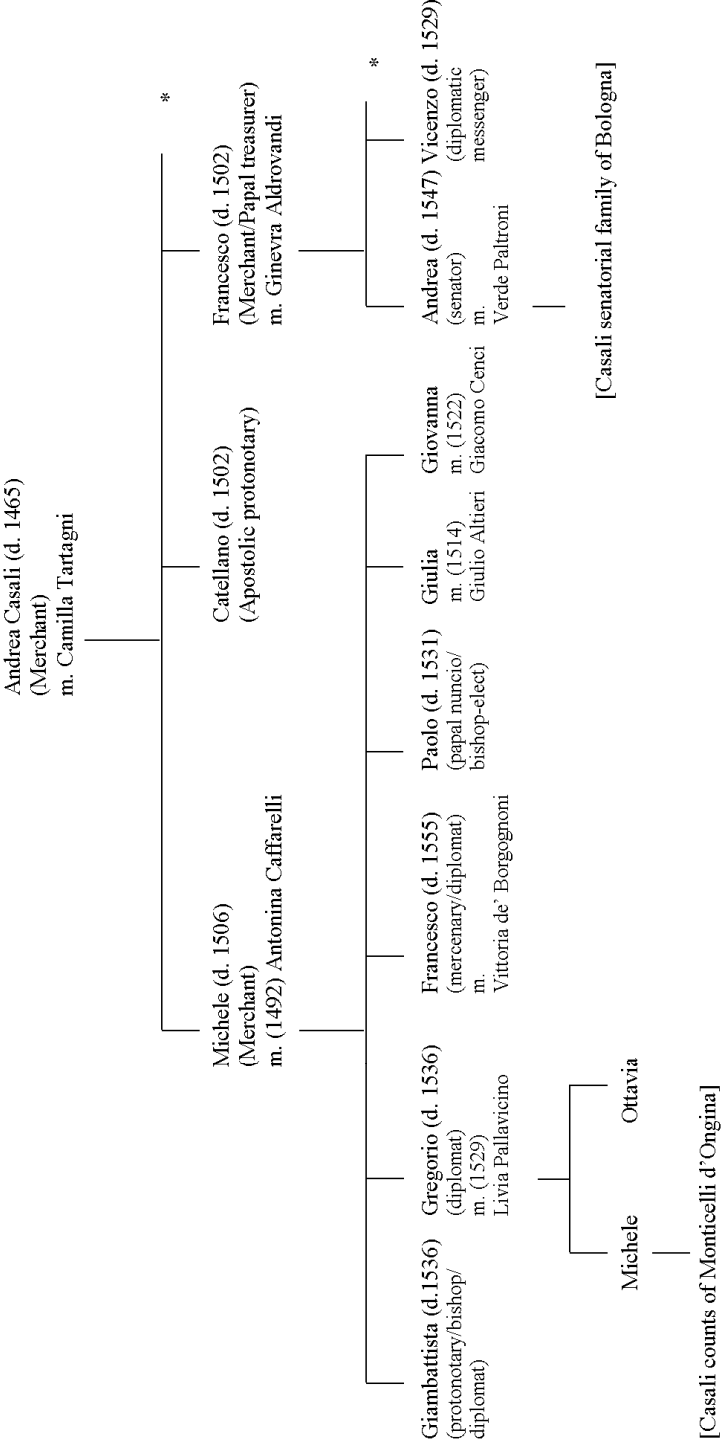 Andrea Casali (d. 1465)
(Merchant)
m. Camilla Tartagni
*
Michele (d. 1506)
(Merchant)
m. (1492) Antonina Caffarelli
Catellano (d. 1502)
(Apostolic protonotary)
Francesco (d. 1502)
(Merchant/Papal treasurer)
m. Ginevra Aldrovandi
*
Giambattista (d.1536)
(protonotary/bishop/
diplomat)
Gregorio (d. 1536)
(diplomat)
m. (1529)
Livia Pallavicino
Francesco (d. 1555)
(mercenary/diplomat)
m.
Vittoria de’ Borgognoni
Paolo (d. 1531)
(papal nuncio/
bishop-elect)
Giulia
m. (1514)
Giulio Altieri
Giovanna
m. (1522)
Giacomo Cenci
Andrea (d. 1547)
(senator)
m.
Verde Paltroni
Vicenzo (d. 1529)
(diplomatic
messenger)
Michele
Ottavia
[Casali senatorial family of Bologna]
[Casali counts of Monticelli d’Ongina]